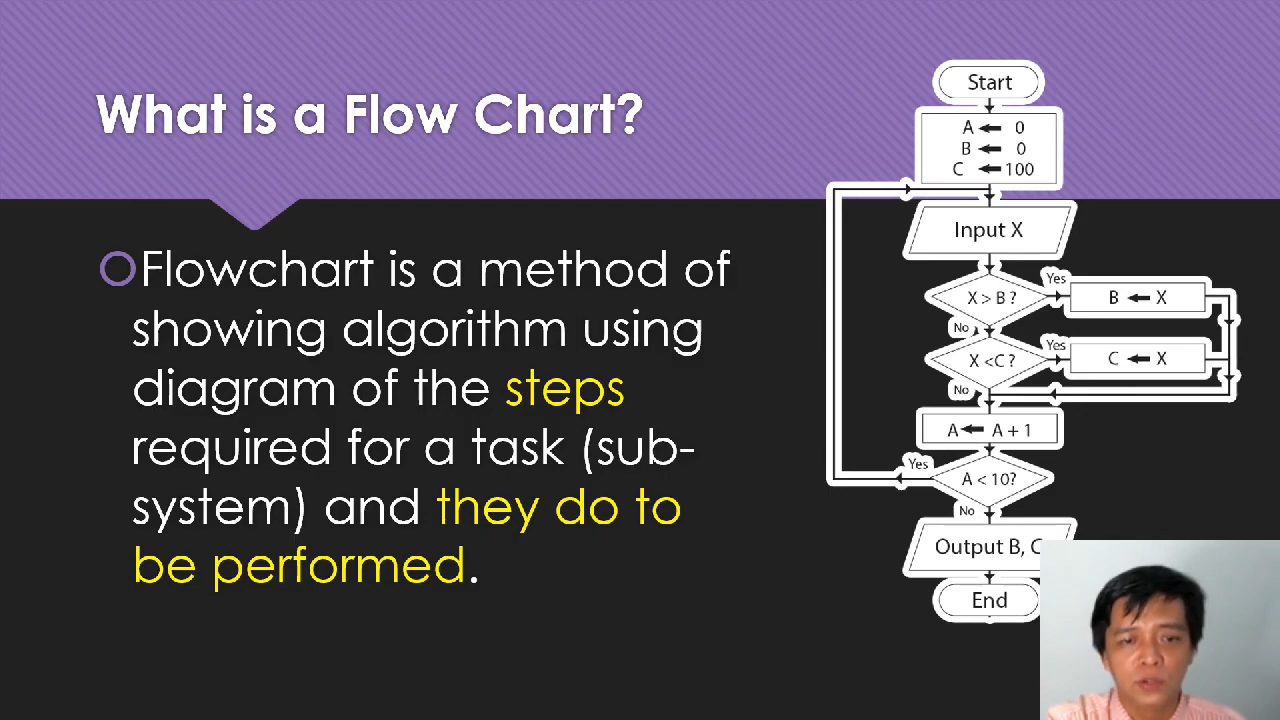 What is a Flow Chart?
Flowchart is a method of
showing algorithm using
diagram of the steps
required for a task (sub-
system) and they do to
be performed.
Start
A ← 0
B ← 0
C ← 100
Input X
X > B ?
Yes
B ← X
No
X <C ?
Yes
C ← X
No
A ← A + 1
Yes
A < 10?
No
Output B, C
End